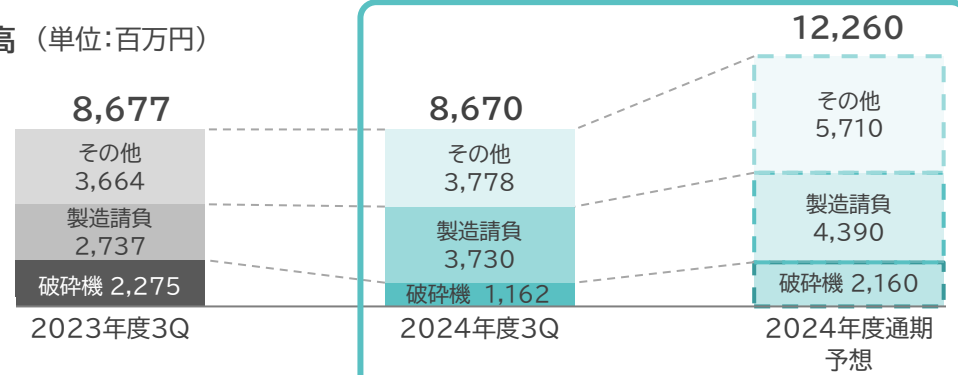 高 （単位：百万円）
8,677
その他
3,664
製造請負
2,737
破砕機 2,275
2023年度3Q
8,670
その他
3,778
製造請負
3,730
破砕機 1,162
2024年度3Q
12,260
その他
5,710
製造請負
4,390
破砕機 2,160
2024年度通期
予想